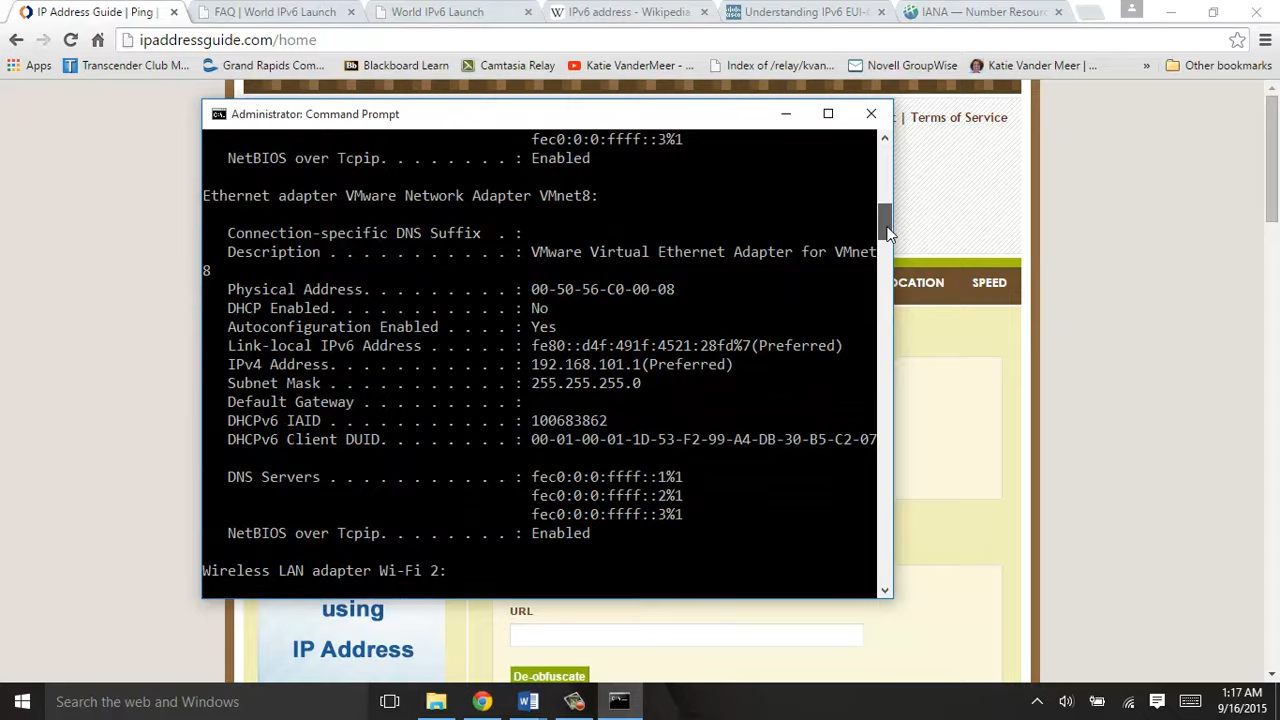 IP Address Guide | Ping |
FAQ | World IPv6 Launch
World IPv6 Launch
IPv6 address - Wikipedia
Understanding IPv6 EUI-
IANA — Number Resour
ipaddressguide.com/home
Apps
Transcender Club M...
Grand Rapids Com...
Blackboard Learn
Camtasia Relay
Katie VanderMeer - ...
Index of /relay/kvan...
Novell GroupWise
Katie Vander Meer | ...
»
Other bookmarks
| Terms of Service
Administrator: Command Prompt
fec0:0:0:ffff::3%1
NetBIOS over Tcpip. . . . . . . . : Enabled
Ethernet adapter VMware Network Adapter VMnet8:
Connection-specific DNS Suffix  . :
Description . . . . . . . . . . . : VMware Virtual Ethernet Adapter for VMnet
8
Physical Address. . . . . . . . . : 00-50-56-C0-00-08
DHCP Enabled. . . . . . . . . . . : No
Autoconfiguration Enabled . . . . : Yes
Link-local IPv6 Address . . . . . : fe80::d4f:491f:4521:28fd%7(Preferred)
IPv4 Address. . . . . . . . . . . : 192.168.101.1(Preferred)
Subnet Mask . . . . . . . . . . . : 255.255.255.0
Default Gateway . . . . . . . . . :
DHCPv6 IAID . . . . . . . . . . . : 100683862
DHCPv6 Client DUID. . . . . . . . : 00-01-00-01-1D-53-F2-99-A4-DB-30-B5-C2-07
DNS Servers . . . . . . . . . . . : fec0:0:0:ffff::1%1
fec0:0:0:ffff::2%1
fec0:0:0:ffff::3%1
NetBIOS over Tcpip. . . . . . . . : Enabled
Wireless LAN adapter Wi-Fi 2:
OCATION
SPEED
using
IP Address
URL
De-obfuscate
Search the web and Windows
1:17 AM
9/16/2015